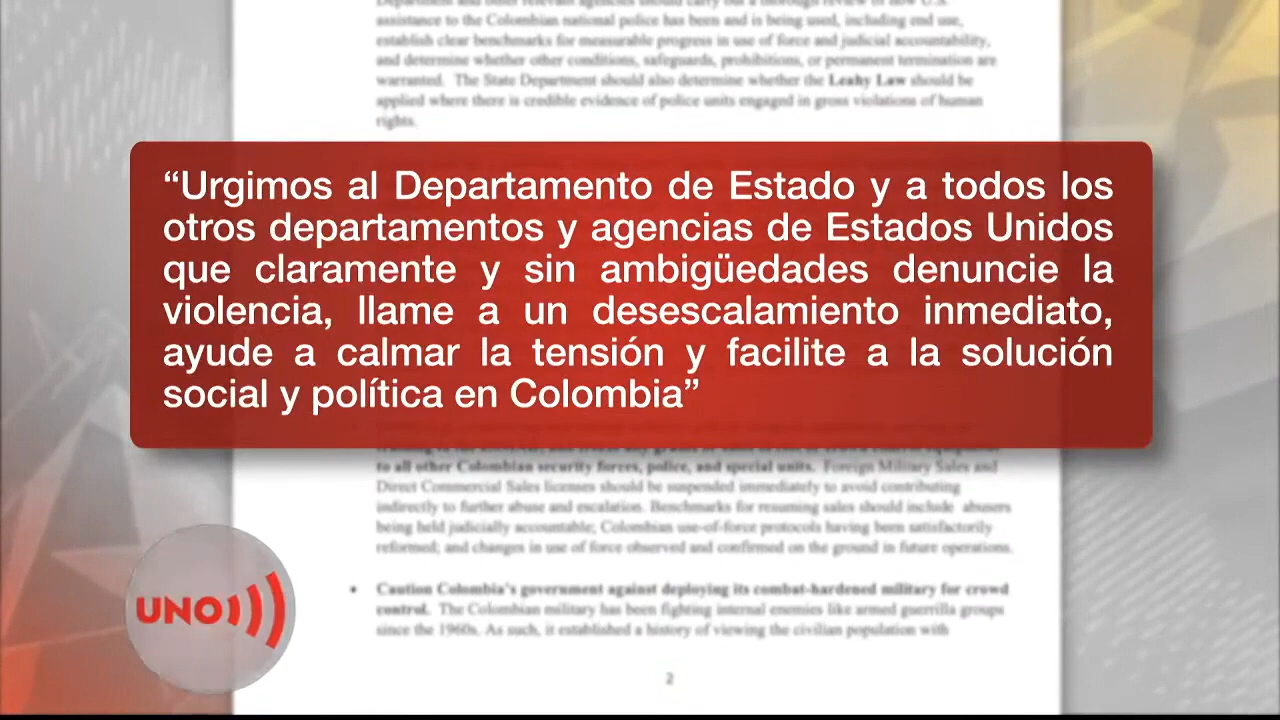 Department and other relevant agencies should carry out a thorough review of how U.S.
assistance to the Colombian national police has been and is being used, including end use,
establish clear benchmarks for measurable progress in use of force and judicial accountability,
and determine whether other conditions, safeguards, prohibitions, or permanent termination are
warranted. The State Department should also determine whether the Leahy Law should be
applied where there is credible evidence of police units engaged in gross violations of human
rights.
“Urgimos al Departamento de Estado y a todos los
otros departamentos y agencias de Estados Unidos
que claramente y sin ambigüedades denuncie la
violencia, llame a un desescalamiento inmediato,
ayude a calmar la tensión y facilite a la solución
social y política en Colombia”
to all other Colombian security forces, police, and special units. Foreign Military Sales and
Direct Commercial Sales licenses should be suspended immediately to avoid contributing
indirectly to further abuse and escalation. Benchmarks for resuming sales should include abusers
being held judicially accountable; Colombian use-of-force protocols having been satisfactorily
reformed; and changes in use of force observed and confirmed on the ground in future operations.
• Caution Colombia's government against deploying its combat-hardened military for crowd
control. The Colombian military has been fighting internal enemies like armed guerrilla groups
since the 1960s. As such, it established a history of viewing the civilian population with
UNO
2